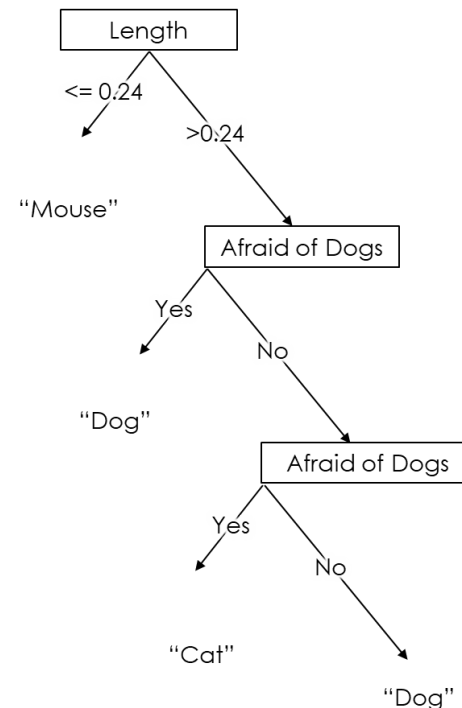 Length
<= 0.24
>0.24
“Mouse”
Afraid of Dogs
Yes
No
“Dog”
Afraid of Dogs
Yes
No
“Cat”
“Dog”